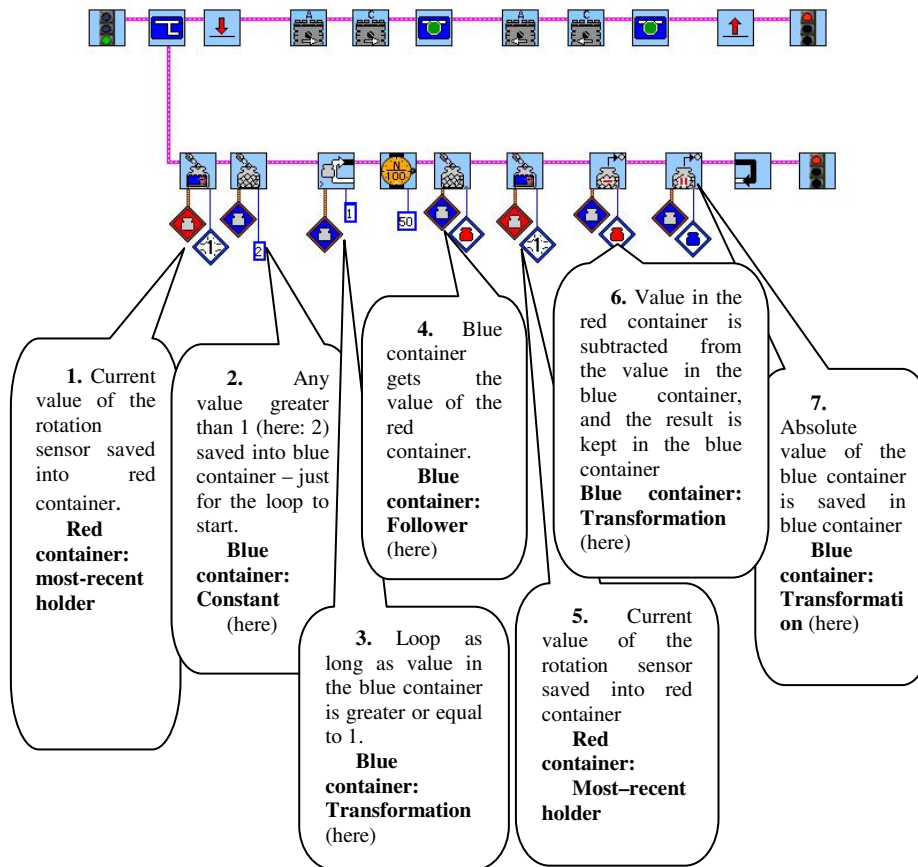 A
C
A
C
N
100
1
2
1
50
1
1. Current
value of the
rotation
sensor saved
into red
container.
Red
container:
most-recent
holder
2. Any
value greater
than 1 (here: 2)
saved into blue
container – just
for the loop to
start.
Blue
container:
Constant
(here)
3. Loop as
long as value in
the blue container
is greater or equal
to 1.
Blue
container:
Transformation
(here)
4. Blue
container
gets the
value of the
red
container.
Blue
container:
Follower
(here)
5. Current
value of the
rotation sensor
saved into red
container
Red
container:
Most–recent
holder
6. Value in the
red container is
subtracted from
the value in the
blue container,
and the result is
kept in the blue
container
Blue container:
Transformation
(here)
7.
Absolute
value of the
blue container
is saved in
blue container
Blue
container:
Transformati
on (here)